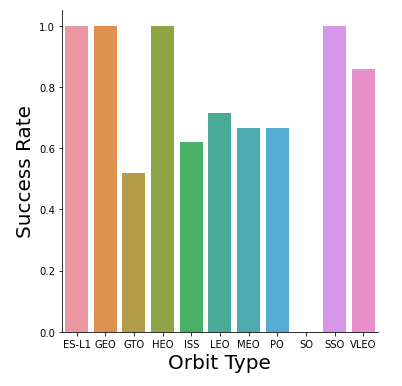 Success Rate
1.0
0.8
0.6
0.4
0.2
0.0
ES-L1 GEO GTO HEO ISS LEO MEO PO SO SSO VLEO
Orbit Type